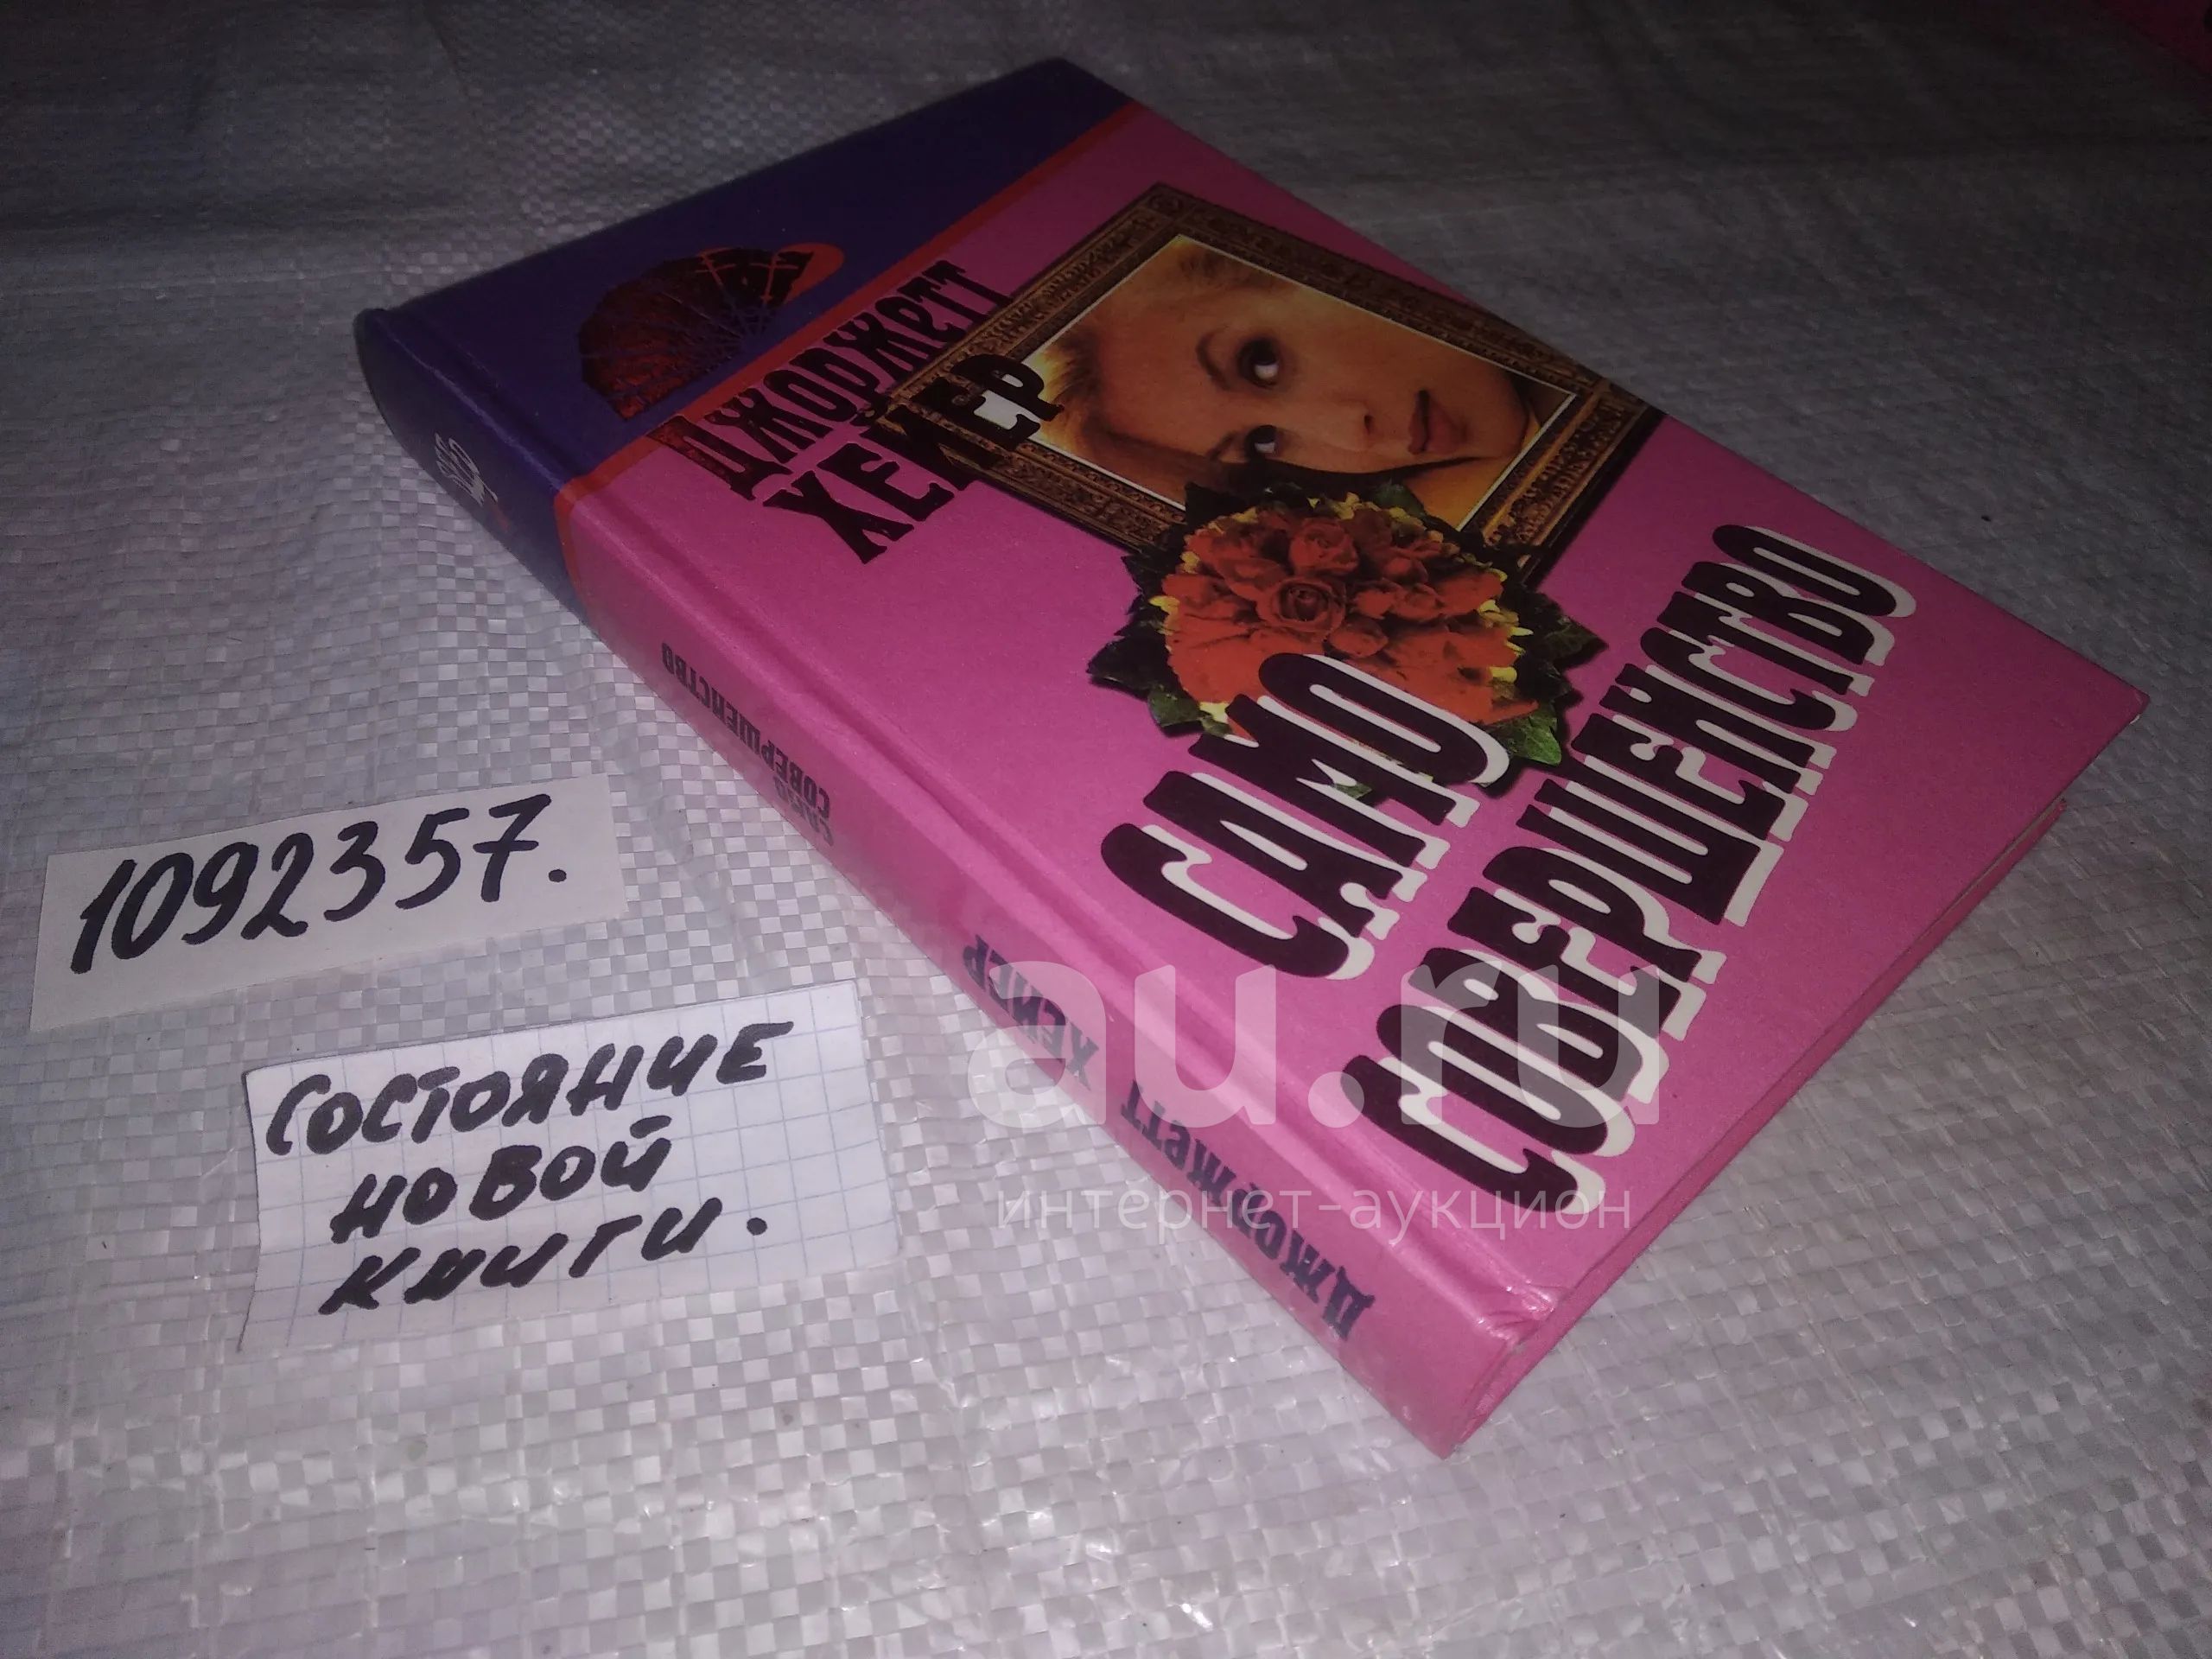 ДЖОРЖЕТТ
ХЕЙЕР
САМО
СОВЕРШЕНСТВО
ДЖОРЖЕТТ ХЕЙЕР
САМО
СОВЕРШЕНСТВО
1092357.
СОСТОЯНИЕ
НОВОЙ
КНИГИ.
au.ru
интернет-аукцион